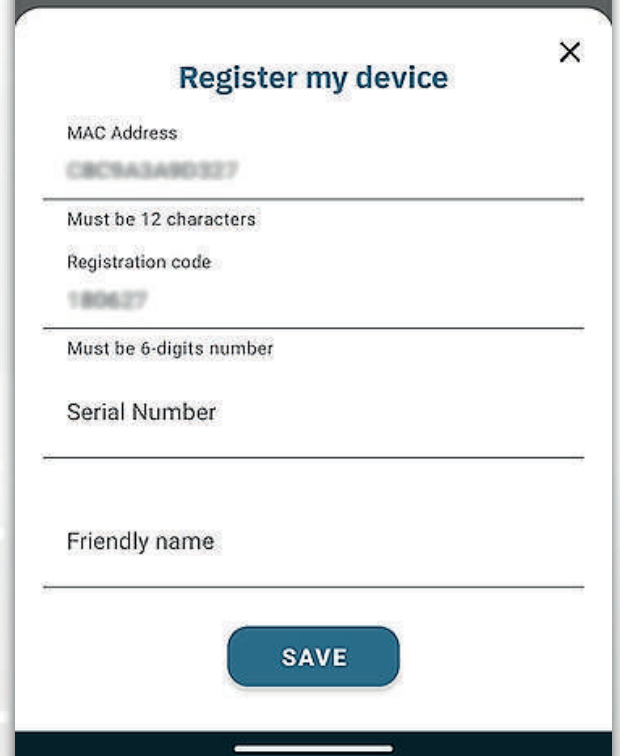 Register my device
MAC Address
Must be 12 characters
Registration code
Must be 6-digits number
Serial Number
Friendly name
SAVE